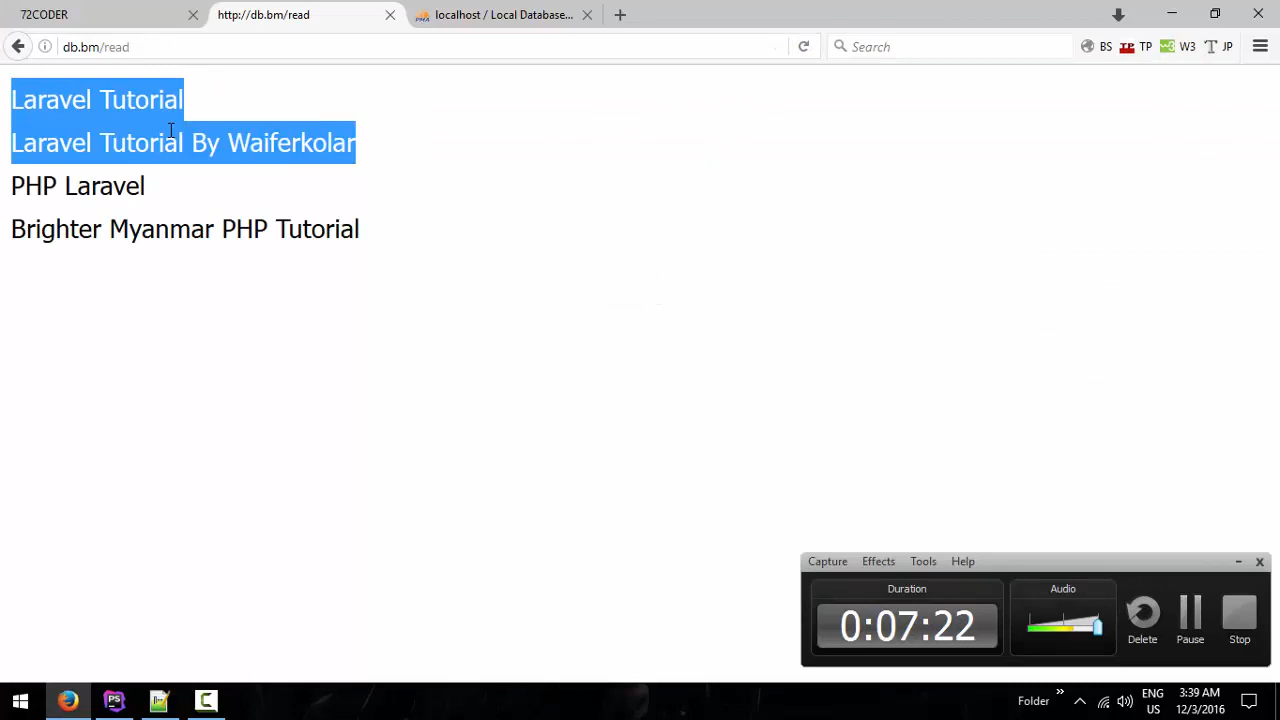 72CODER
http://db.bm/read
localhost / Local Database...
db.bm/read
Search
BS
TP
W3
JP
Laravel Tutorial
Laravel Tutorial By Waiferkolar
PHP Laravel
Brighter Myanmar PHP Tutorial
Capture Effects Tools Help
Duration
Audio
0:07:22
Delete
Pause
Stop
Folder
ENG
US
3:39 AM
12/3/2016